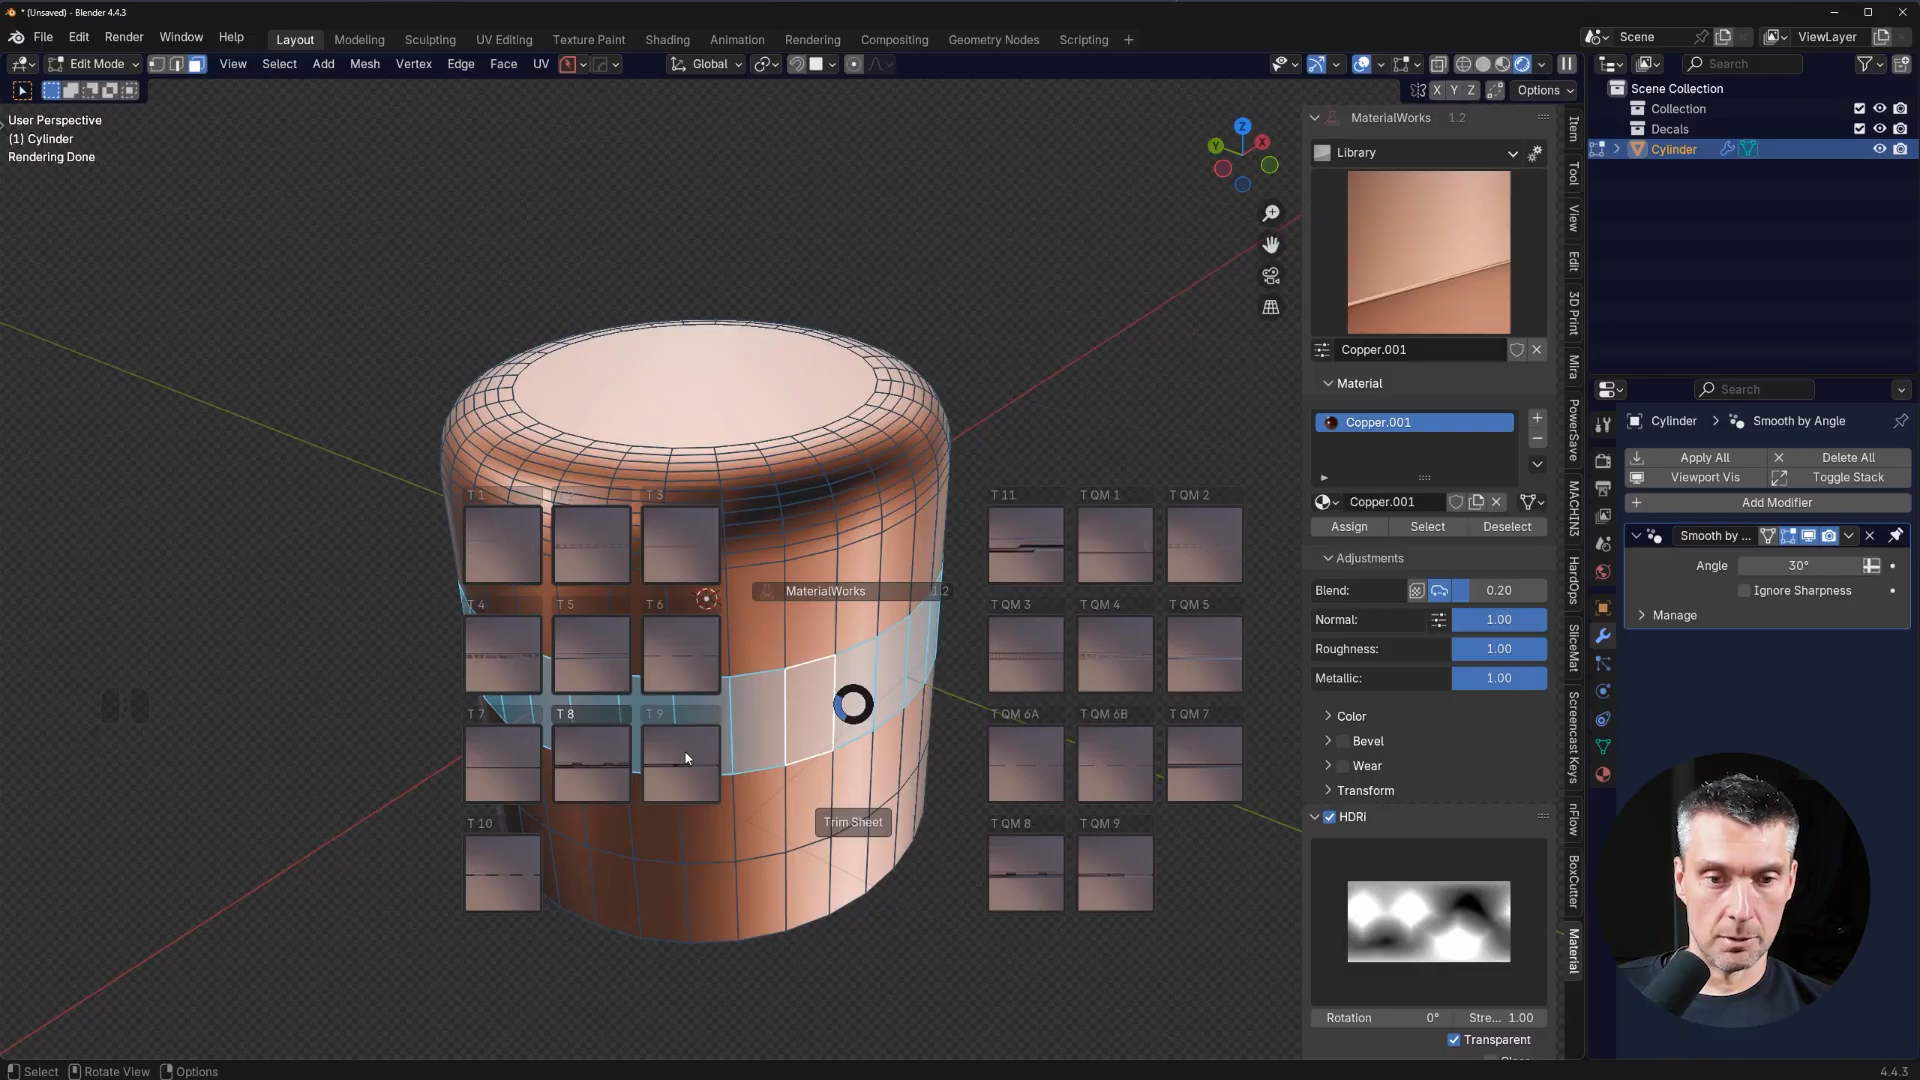 * (Unsaved) - Blender 4.4.3
File Edit Render Window Help
Layout Modeling Sculpting UV Editing Texture Paint Shading Animation Rendering Compositing Geometry Nodes Scripting +
Scene
ViewLayer
Edit Mode
View Select Add Mesh Vertex Edge Face UV
Global
Search
X Y Z
Options
User Perspective
(1) Cylinder
Rendering Done
Z
Y
X
Scene Collection
Collection
Decals
Cylinder
MaterialWorks 1.2
Library
Copper.001
Material
Copper.001
Copper.001
Assign Select Deselect
Adjustments
Blend: 0.20
Normal: 1.00
Roughness: 1.00
Metallic: 1.00
Color
Bevel
Wear
Transform
HDRi
Rotation 0° Stre... 1.00
Transparent
Item
Tool
View
Edit
3D Print
Mira
PowerSave
MACHIN3
HardOps
SliceMat
Screencast Keys
nFlow
BoxCutter
Material
Search
Cylinder > Smooth by Angle
Apply All Delete All
Viewport Vis Toggle Stack
Add Modifier
Smooth by ...
Angle 30°
Ignore Sharpness
Manage
T 1
T 3
T 4 T 5 T 6
T 7 T 8 T 9
T 10
MaterialWorks 1.2
Trim Sheet
T 11 T QM 1 T QM 2
T QM 3 T QM 4 T QM 5
T QM 6A T QM 6B T QM 7
T QM 8 T QM 9
Select Rotate View Options
4.4.3